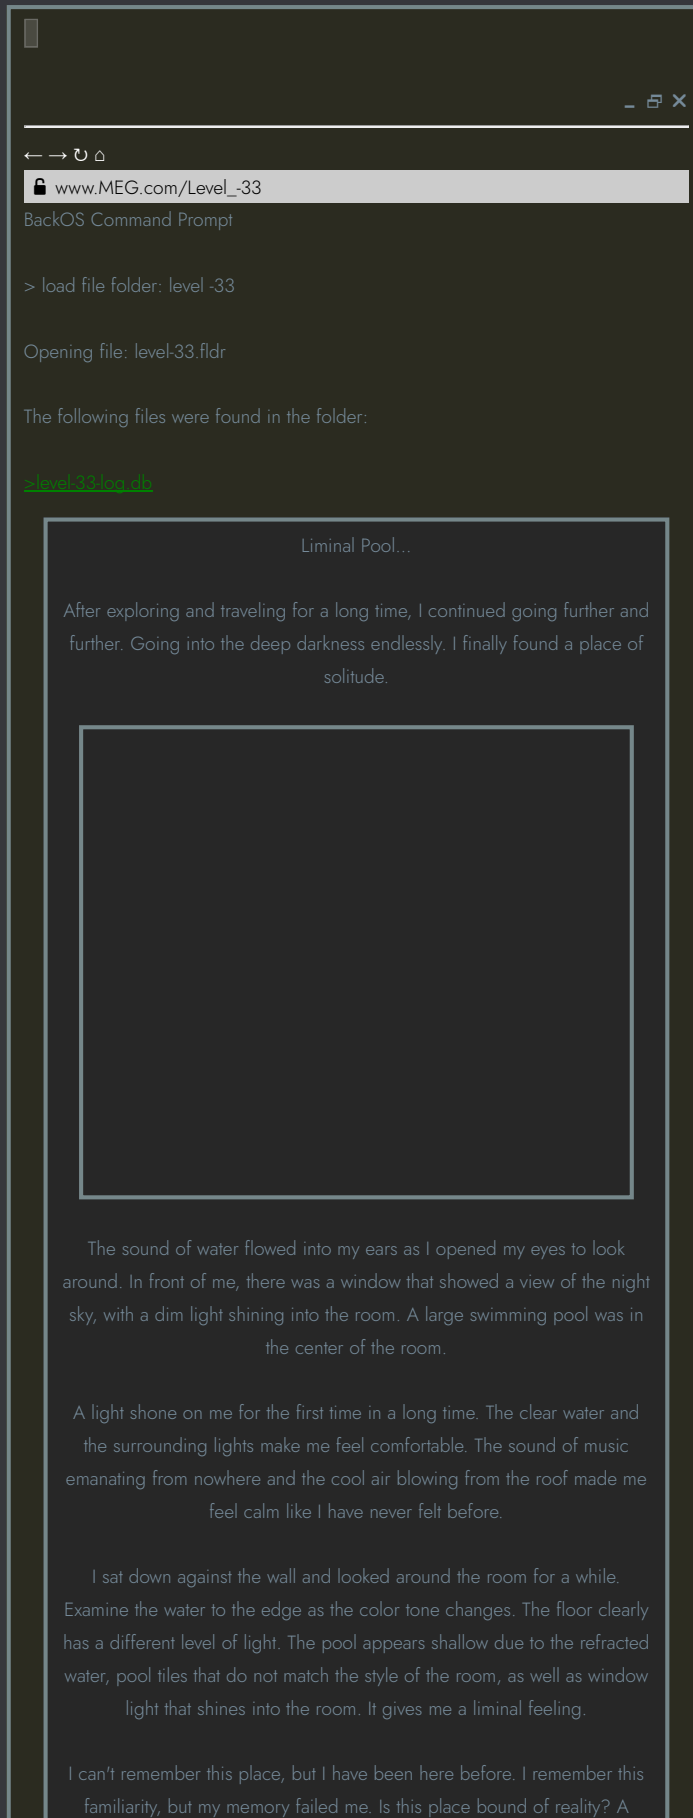 www.MEG.com/Level_-33
BackOS Command Prompt
> load file folder: level -33
Opening file: level-33.fldr
The following files were found in the folder:
>level-33-log.db
Liminal Pool...
After exploring and traveling for a long time, I continued going further and
further. Going into the deep darkness endlessly. I finally found a place of
solitude.
The sound of water flowed into my ears as I opened my eyes to look
around. In front of me, there was a window that showed a view of the night
sky, with a dim light shining into the room. A large swimming pool was in
the center of the room.
A light shone on me for the first time in a long time. The clear water and
the surrounding lights make me feel comfortable. The sound of music
emanating from nowhere and the cool air blowing from the roof made me
feel calm like I have never felt before.
I sat down against the wall and looked around the room for a while.
Examine the water to the edge as the color tone changes. The floor clearly
has a different level of light. The pool appears shallow due to the refracted
water, pool tiles that do not match the style of the room, as well as window
light that shines into the room. It gives me a liminal feeling.
I can't remember this place, but I have been here before. I remember this
familiarity, but my memory failed me. Is this place bound of reality? A